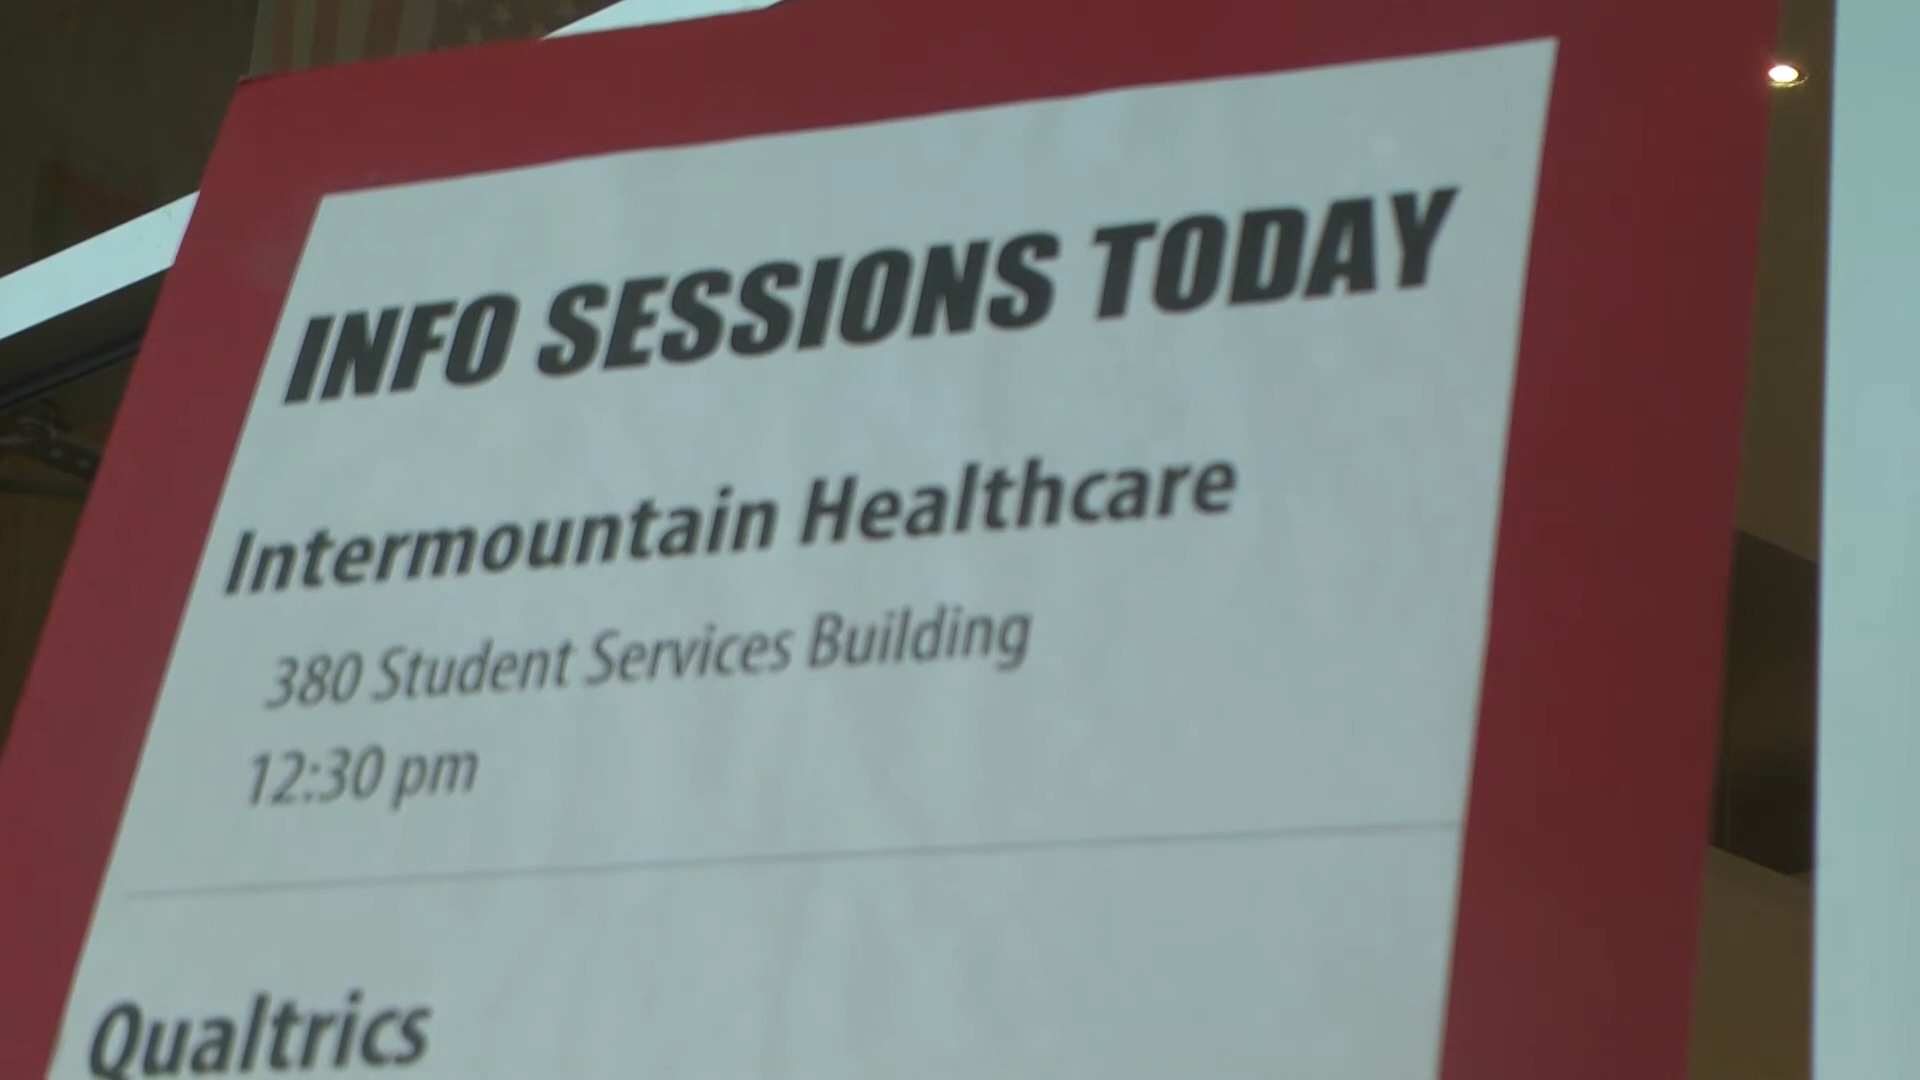 INFO SESSIONS TODAY
Intermountain Healthcare
380 Student Services Building
12:30 pm
Qualtrics